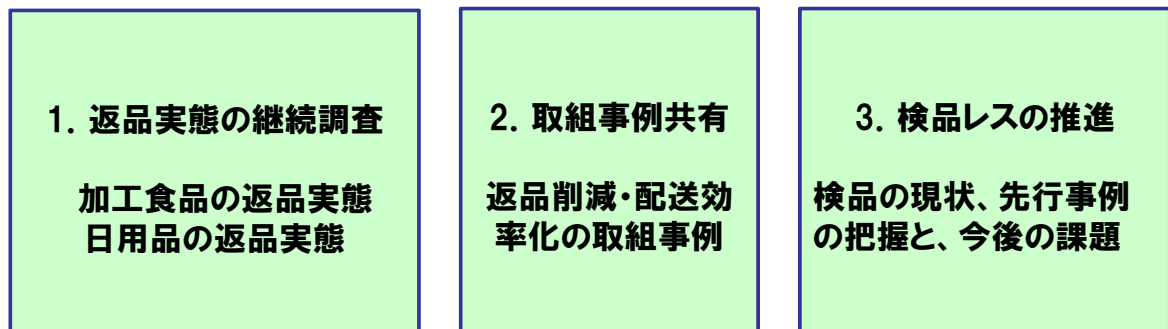 1. 返品実態の継続調査
加工食品の返品実態
日用品の返品実態
2. 取組事例共有
返品削減・配送効
率化の取組事例
3. 検品レスの推進
検品の現状、先行事例
の把握と、今後の課題